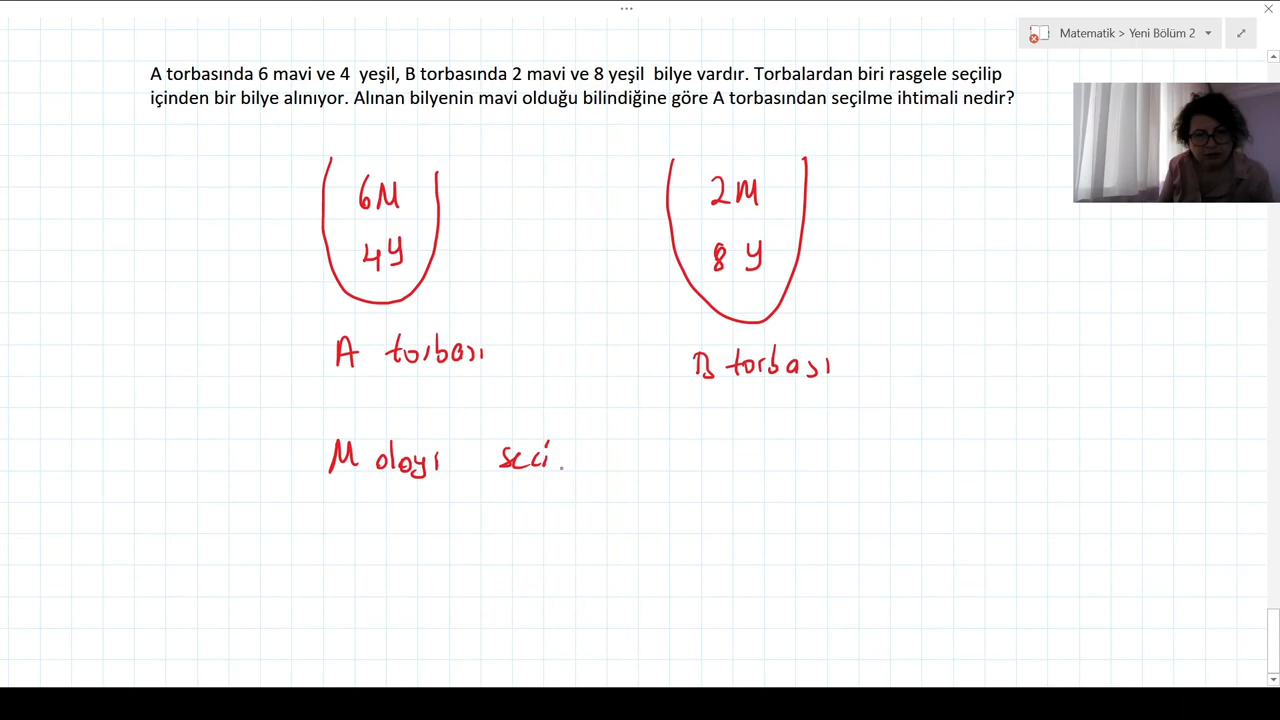 Matematik > Yeni Bölüm 2
A torbasında 6 mavi ve 4 yeşil, B torbasında 2 mavi ve 8 yeşil bilye vardır. Torbalardan biri rasgele seçilip
içinden bir bilye alınıyor. Alınan bilyenin mavi olduğu bilindiğine göre A torbasından seçilme ihtimali nedir?
6M
4Y
2M
8 Y
A torbası
B torbası
M olayı seci